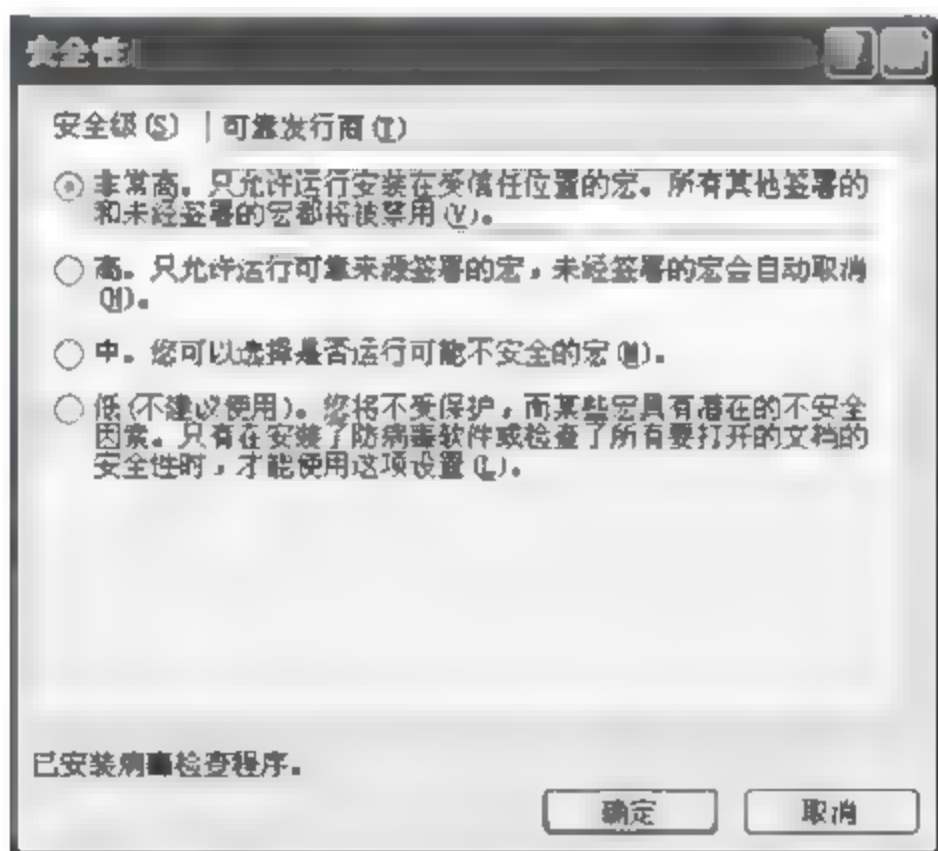 安全性
安全级(S) 可靠发行商(T)
非常高。只允许运行安装在受信任位置的宏。所有其他签署的
和未经签署的宏都将被禁用(V)。
高。只允许运行可靠来源签署的宏，未经签署的宏会自动取消
(H)。
中。您可以选择是否运行可能不安全的宏(M)。
低(不建议使用)。您将不受保护，而某些宏具有潜在的不安全
因素。只有在安装了防病毒软件或检查了所有要打开的文档的
安全性时，才能使用这项设置(L)。
已安装病毒检查程序。
确定 取消